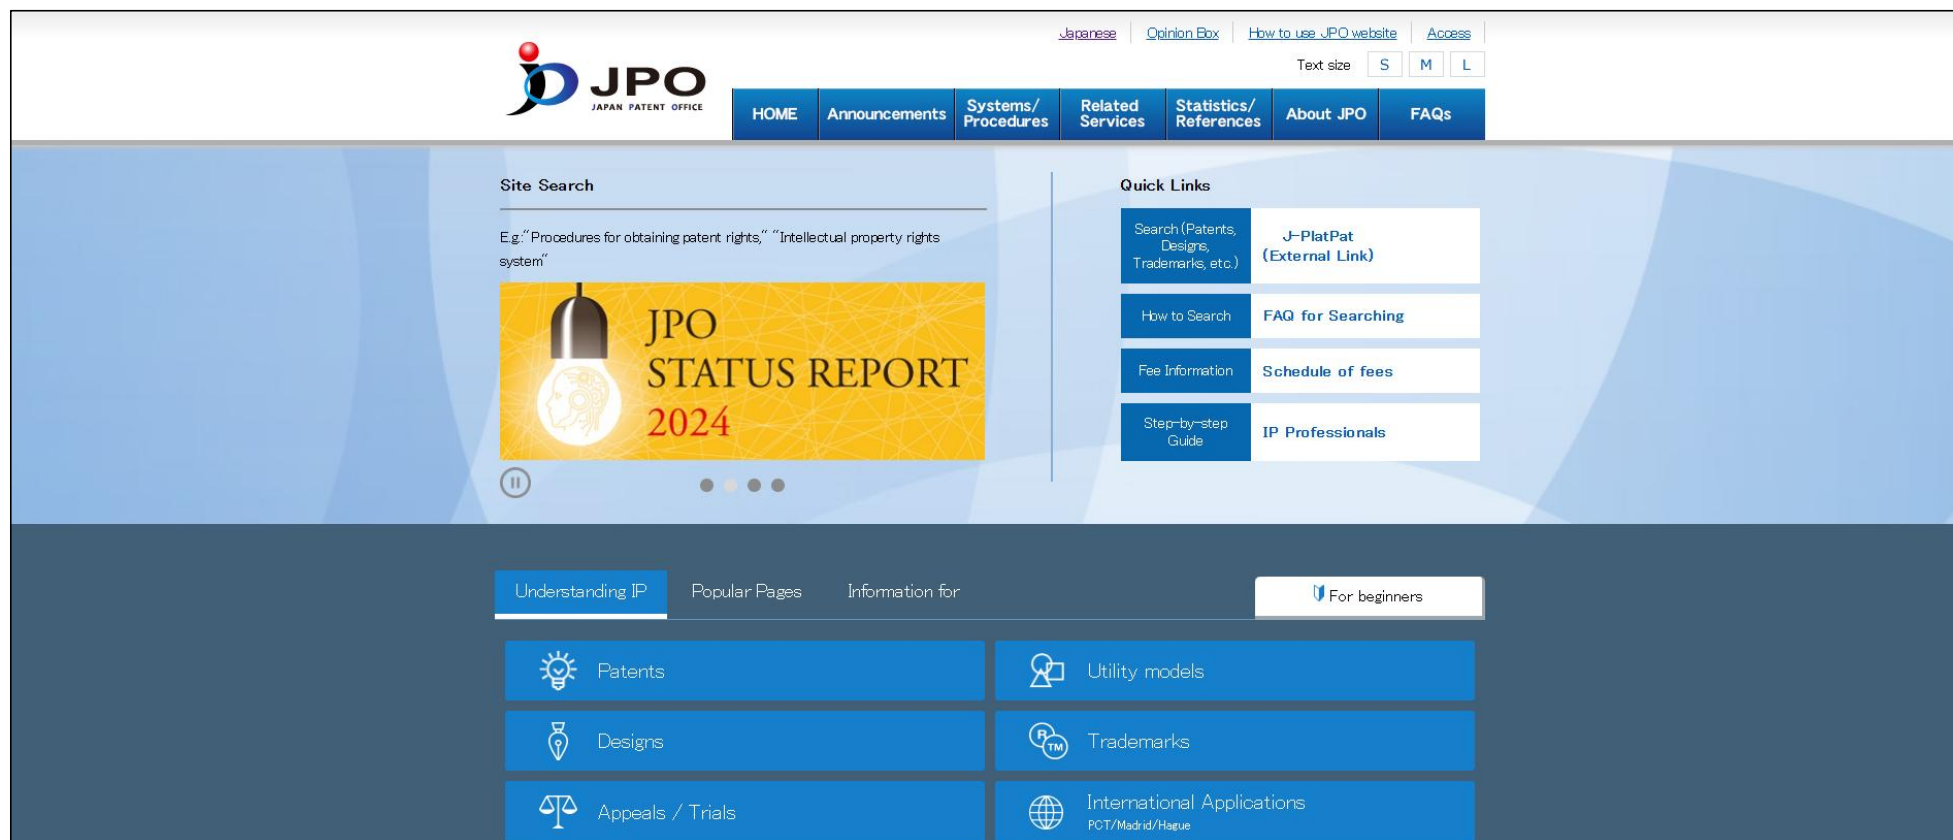 Japanese
Opinion Box
How to use JPO website
Access
Text size S M L
JPO
JAPAN PATENT OFFICE
HOME
Announcements
Systems/
Procedures
Related
Services
Statistics/
References
About JPO
FAQs
Site Search
E.g.“Procedures for obtaining patent rights,” “Intellectual property rights
system”
JPO
STATUS REPORT
2024
Quick Links
Search (Patents,
Designs,
Trademarks, etc.)
J-PlatPat
(External Link)
How to Search
FAQ for Searching
Fee Information
Schedule of fees
Step-by-step
Guide
IP Professionals
Understanding IP
Popular Pages
Information for
For beginners
Patents
Utility models
Designs
R TM
Trademarks
Appeals / Trials
International Applications
PCT/Madrid/Hague